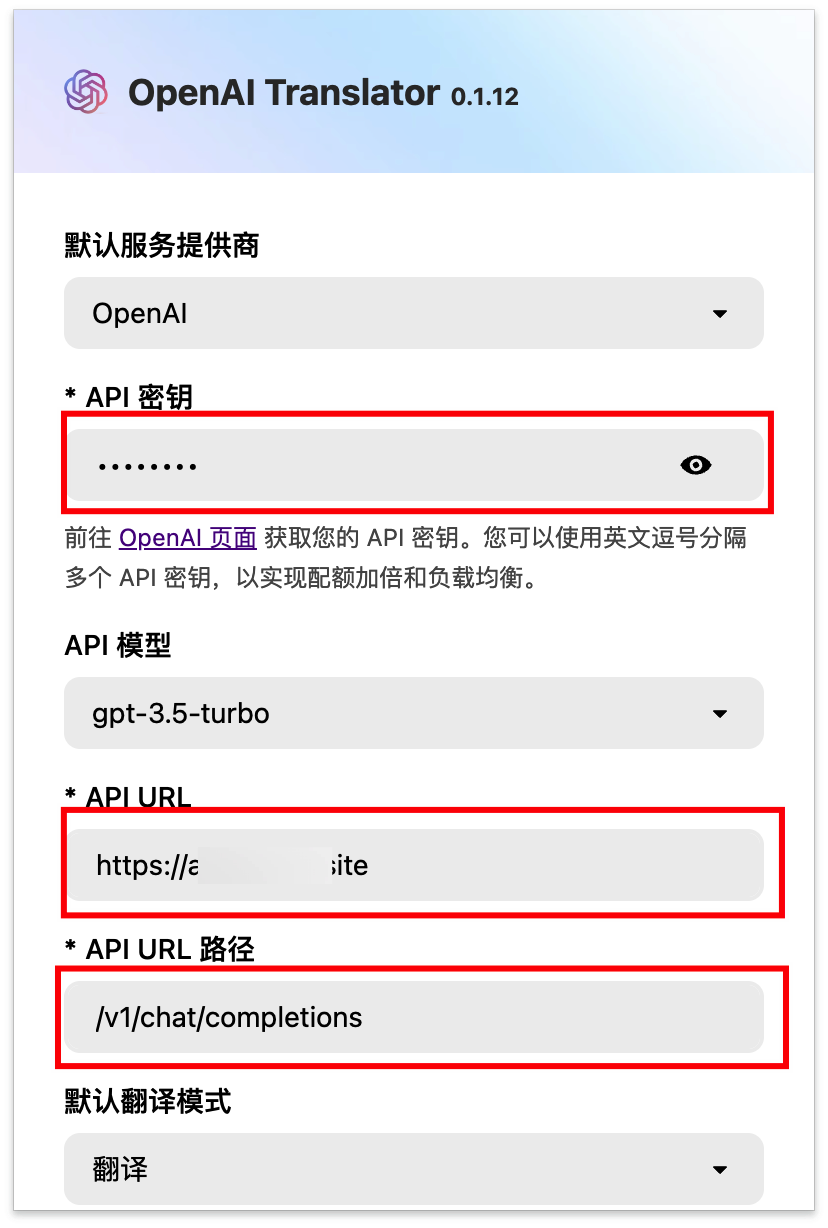 OpenAI Translator 0.1.12
默认服务提供商
OpenAI
* API 密钥
••••••••
前往 OpenAI 页面 获取您的 API 密钥。您可以使用英文逗号分隔
多个 API 密钥，以实现配额加倍和负载均衡。
API 模型
gpt-3.5-turbo
* API URL
https://a site
* API URL 路径
/v1/chat/completions
默认翻译模式
翻译